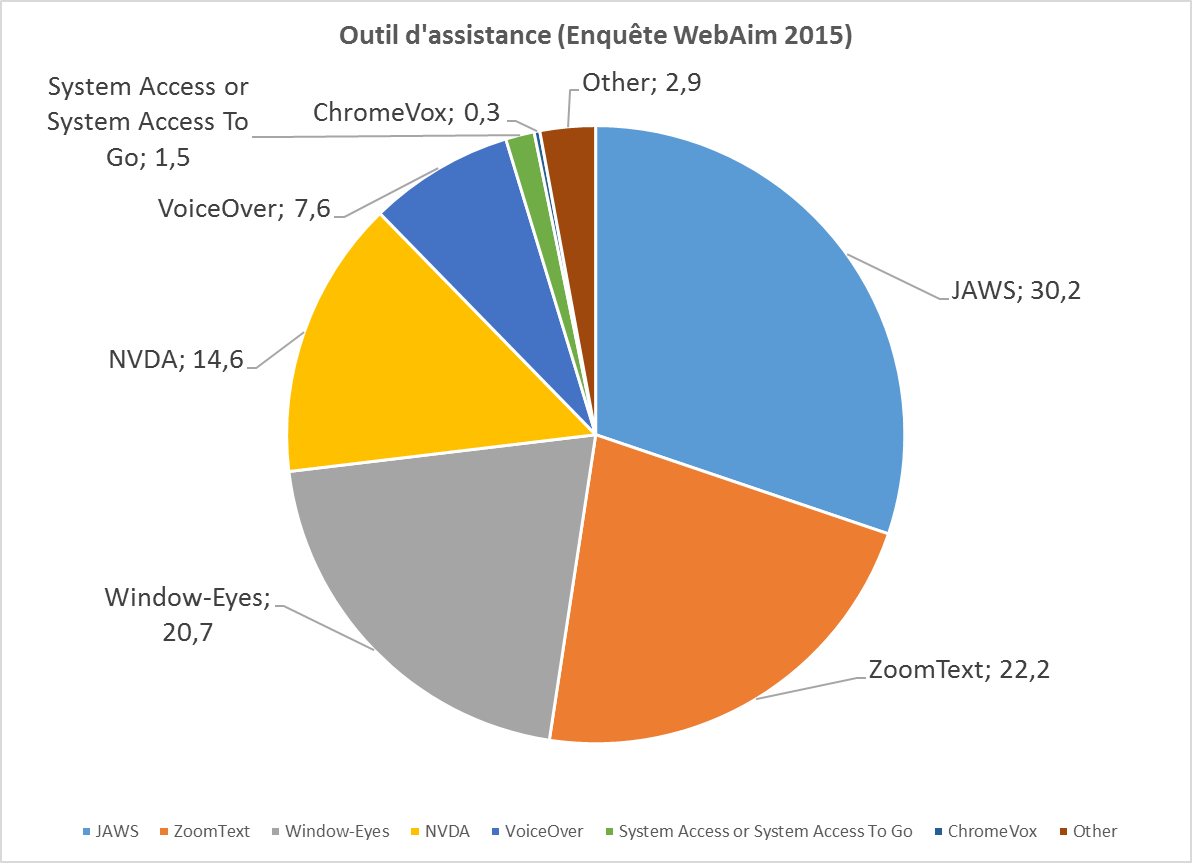 Outil d'assistance (Enquête WebAim 2015)
Other; 2,9
System Access or
System Access To
Go; 1,5
ChromeVox; 0,3
VoiceOver; 7,6
JAWS; 30,2
NVDA; 14,6
Window-Eyes;
20,7
ZoomText; 22,2
JAWS ZoomText Window-Eyes NVDA VoiceOver System Access or System Access To Go ChromeVox Other